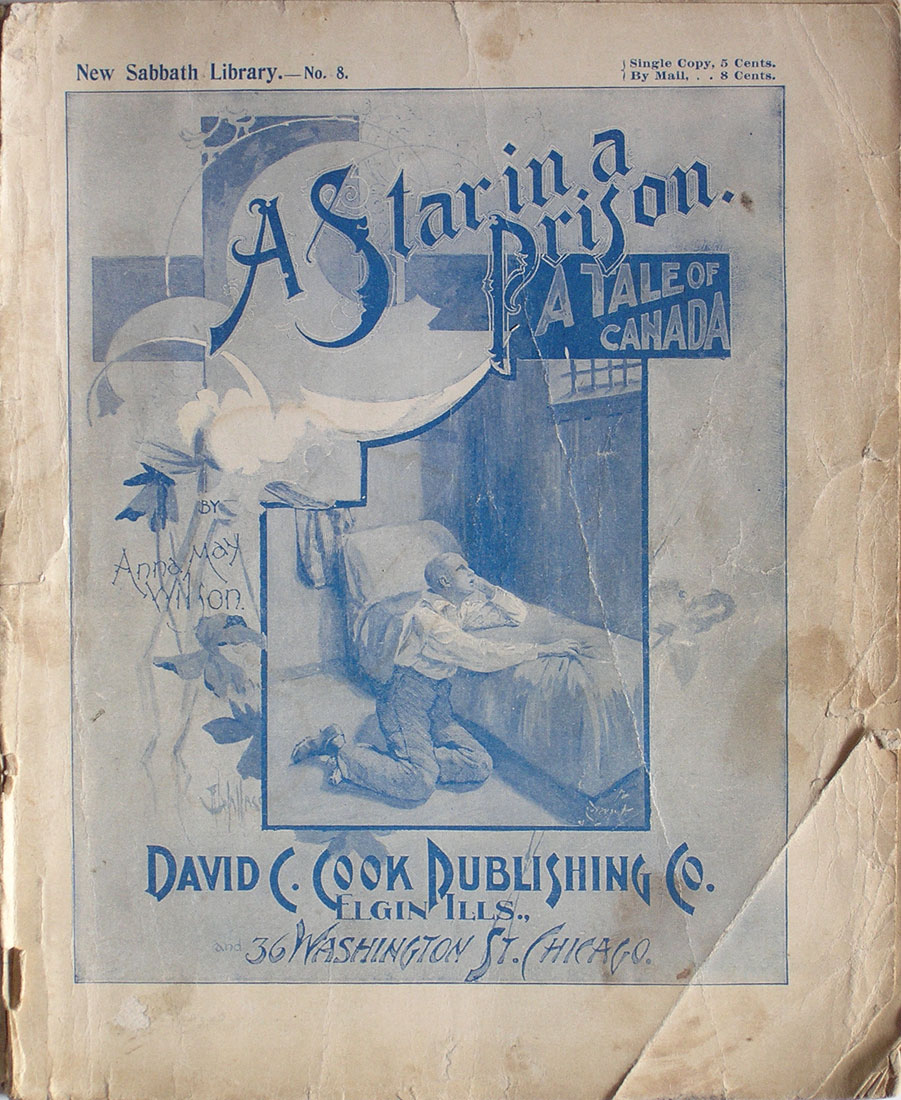 New Sabbath Library.—No. 8.
Single Copy, 5 Cents.
By Mail, . . 8 Cents.
A Star in a
Prison.
A TALE OF
CANADA
BY
Anna May
Wilson.
DAVID C. COOK PUBLISHING CO.
ELGIN ILLS.,
and 36 WASHINGTON ST. CHICAGO.